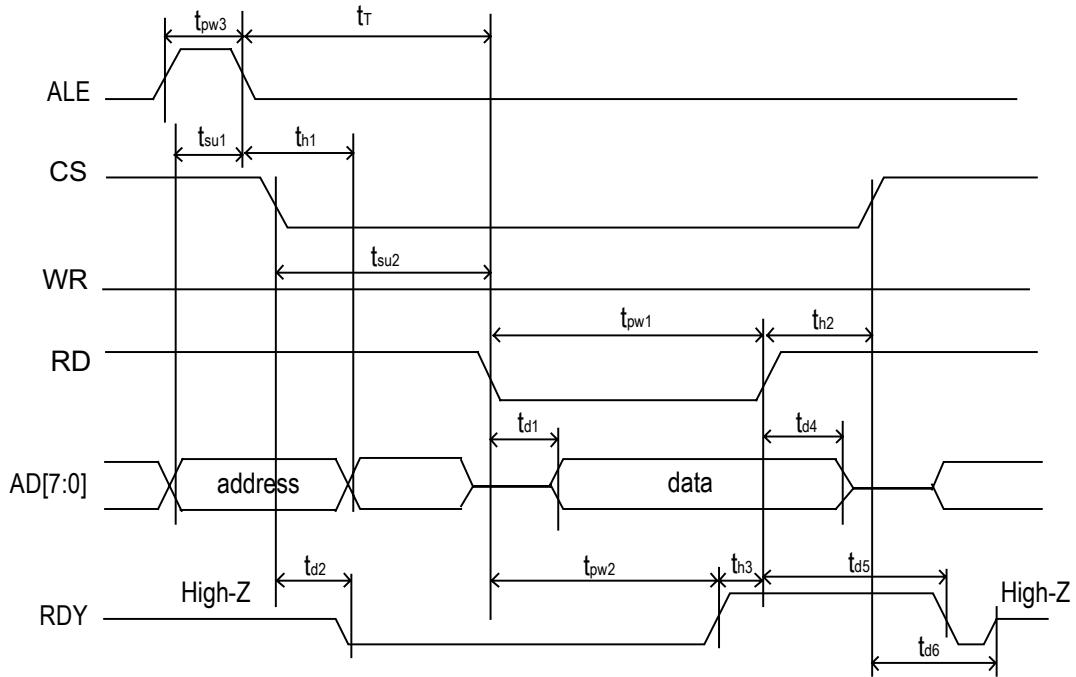 tpw3 tT
ALE
tsu1 th1
CS
tsu2
WR
tpw1 th2
RD
td1 td4
AD[7:0] address data
td2 tpw2 th3 td5
High-Z High-Z
RDY
td6